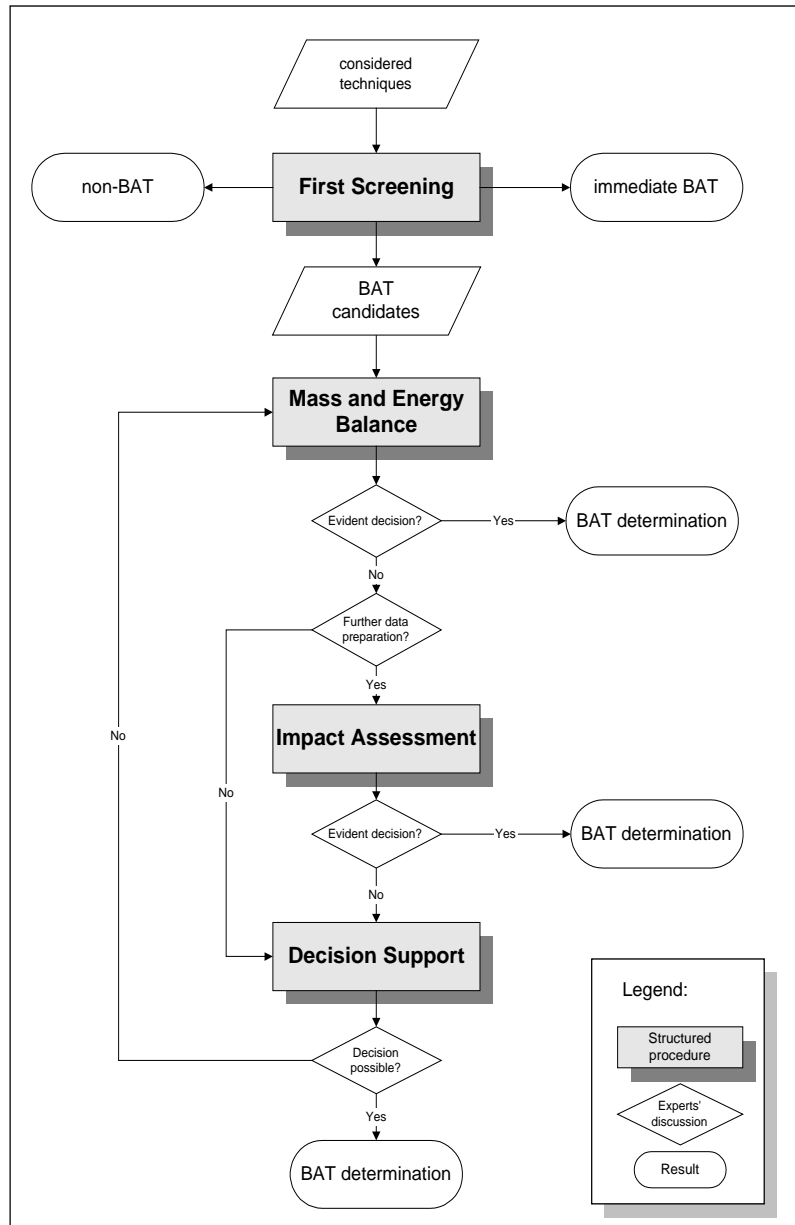 considered
techniques
non-BAT
First Screening
immediate BAT
BAT
candidates
Mass and Energy
Balance
Evident decision?
Yes
BAT determination
No
Further data
preparation?
Yes
No
No
Impact Assessment
Evident decision?
Yes
BAT determination
No
Decision Support
Decision
possible?
Yes
BAT determination
Legend:
Structured
procedure
Experts'
discussion
Result